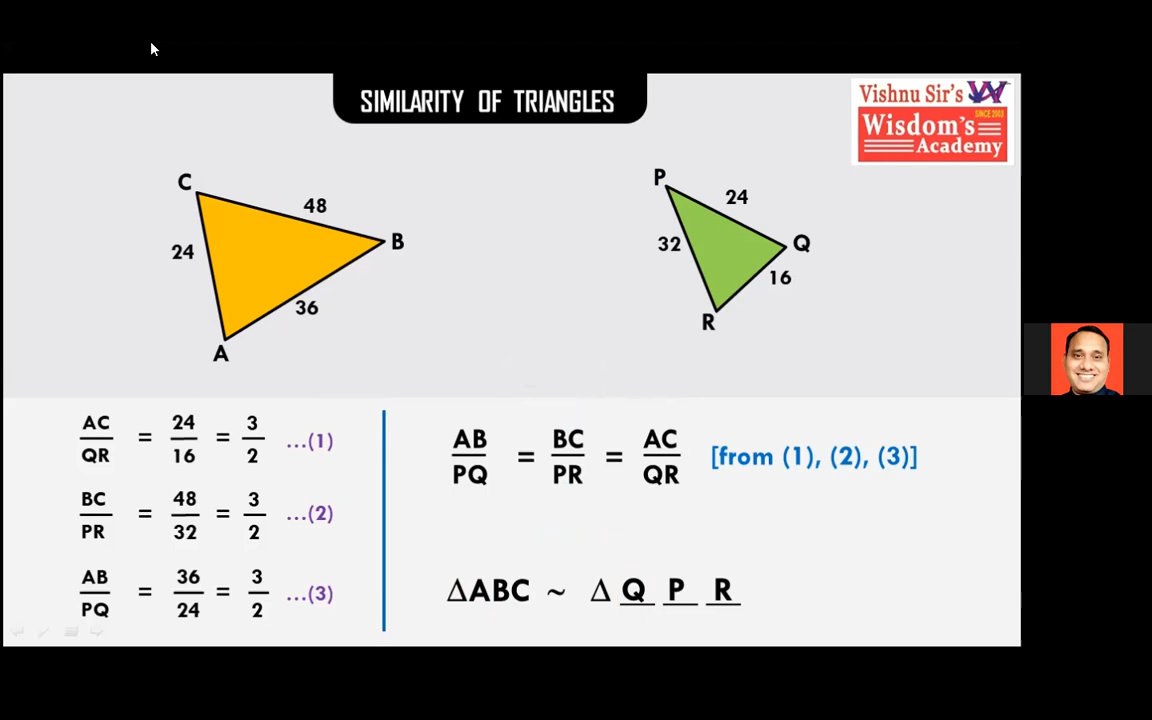 SIMILARITY OF TRIANGLES
Vishnu Sir's W
SINCE 2003
Wisdom's
Academy
C
48
B
24
36
A
P
24
Q
32
16
R
AC/QR = 24/16 = 3/2 ...(1)
BC/PR = 48/32 = 3/2 ...(2)
AB/PQ = 36/24 = 3/2 ...(3)
AB/PQ = BC/PR = AC/QR [from (1), (2), (3)]
ΔABC ~ Δ Q P R